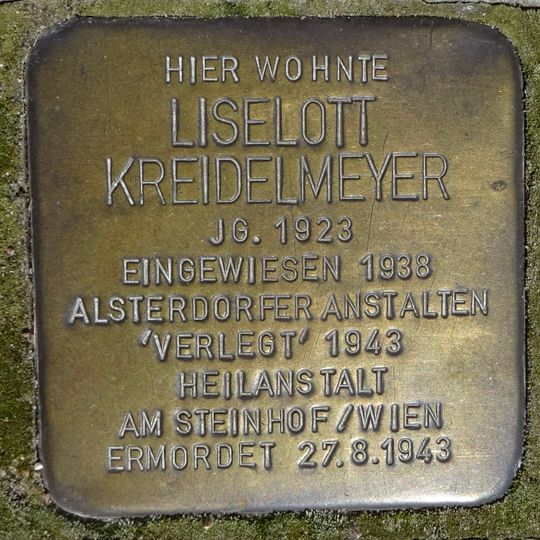 HIER WOHNTE
LISELOTT
KREIDELMEYER
JG. 1923
EINGEWIESEN 1938
ALSTERDORFER ANSTALTEN
'VERLEGT' 1943
HEILANSTALT
AM STEINHOF/WIEN
ERMORDET 27.8.1943